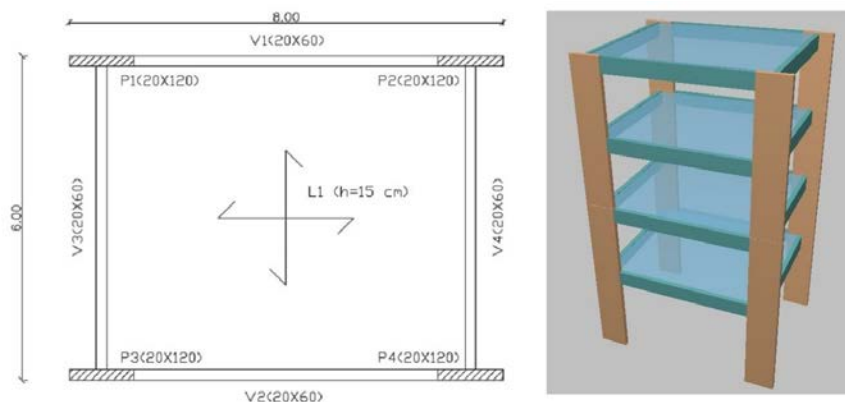 8.00
V1(20X60)
P1(20X120) P2(20X120)
6.00
V3(20X60)
L1 (h=15 cm)
V4(20X60)
P3(20X120) P4(20X120)
V2(20X60)